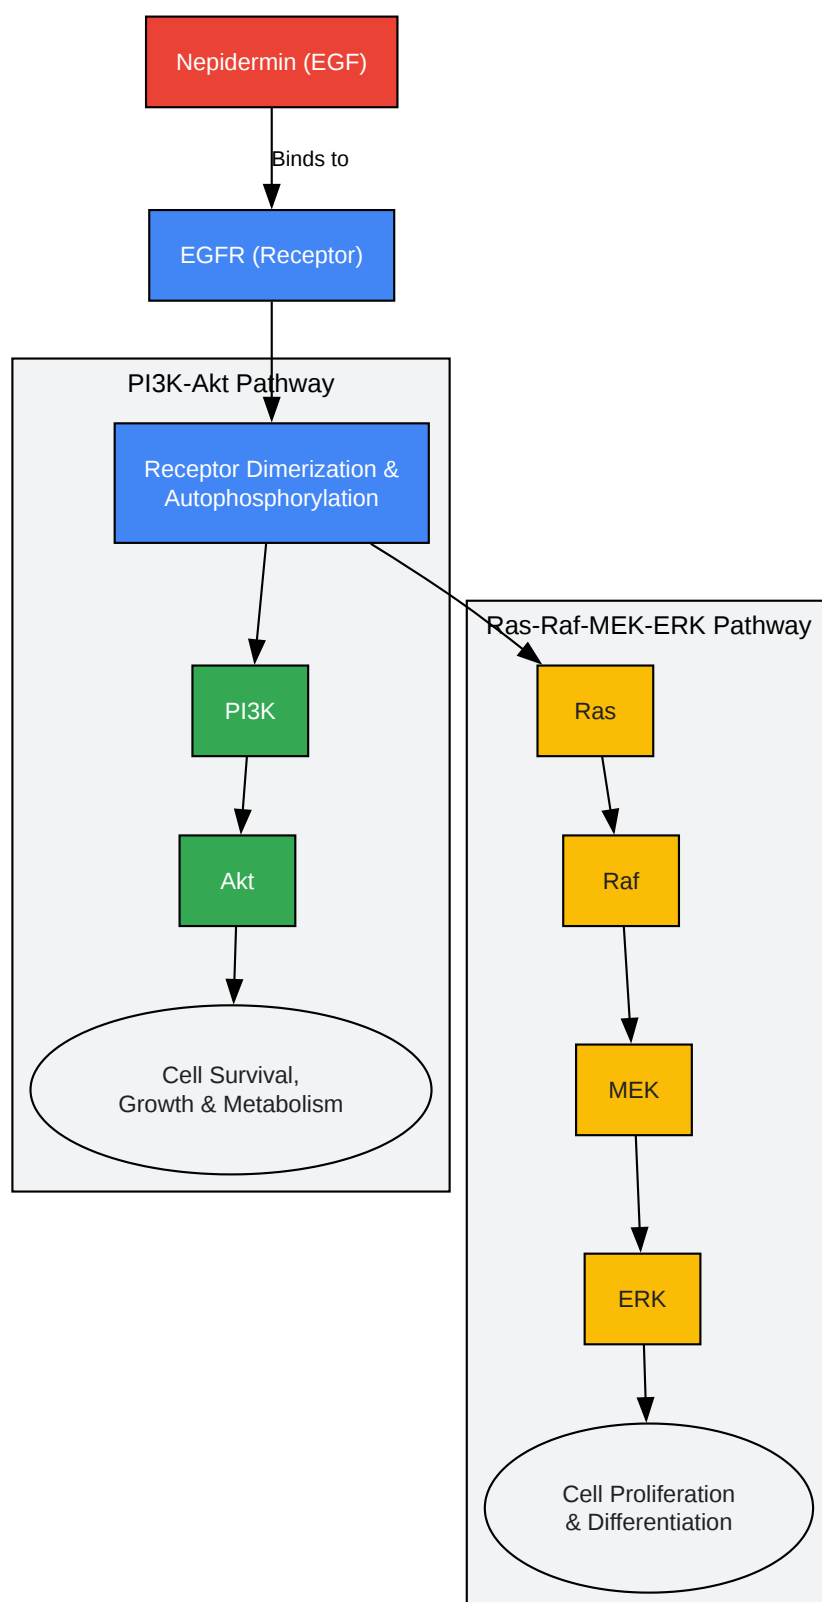 Nepidermin (EGF)
Binds to
EGFR (Receptor)
PI3K-Akt Pathway
Receptor Dimerization &
Autophosphorylation
Ras-Raf-MEK-ERK Pathway
PI3K
Ras
Akt
Raf
Cell Survival,
Growth & Metabolism
MEK
ERK
Cell Proliferation
& Differentiation